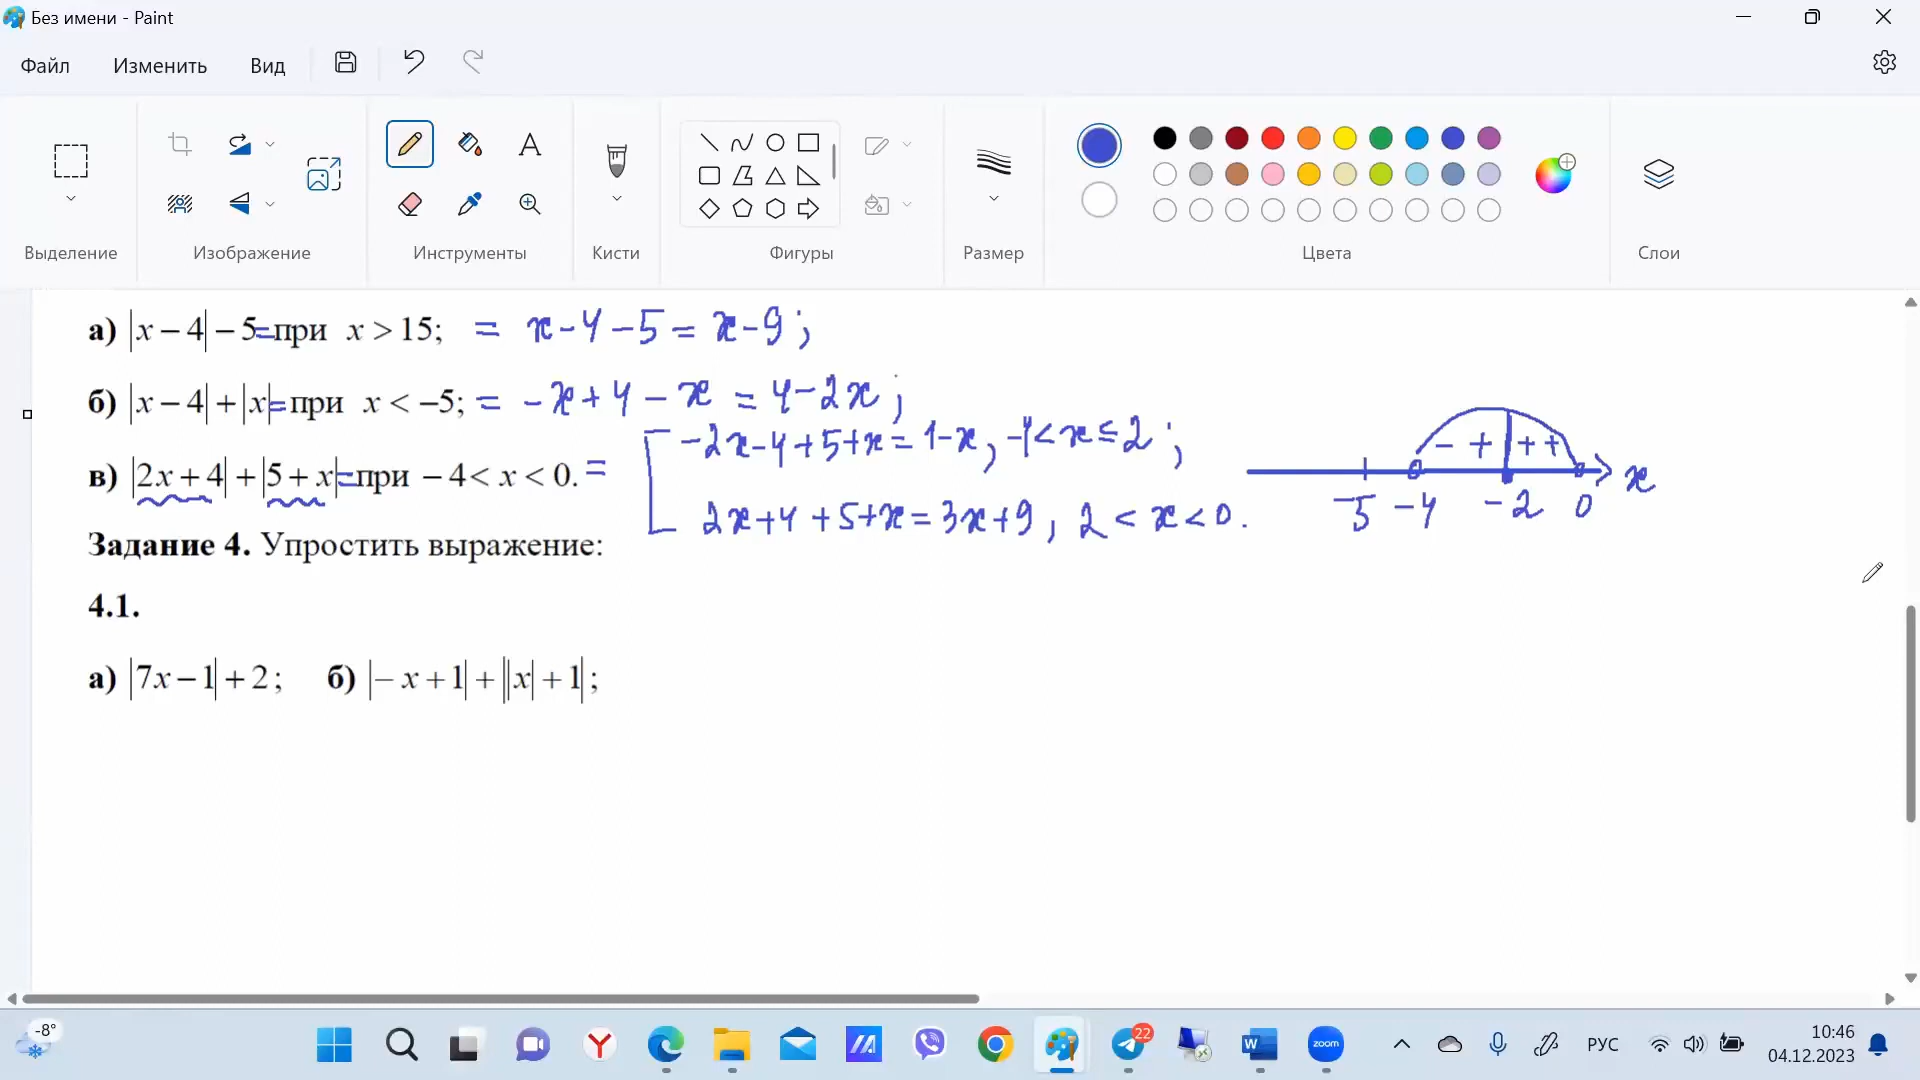 Без имени - Paint
Файл Изменить Вид
Выделение Изображение Инструменты Кисти Фигуры Размер Цвета Слои
а) |x − 4| − 5 = при x > 15; = x - 4 - 5 = x - 9;
б) |x − 4| + |x| = при x < −5; = -x + 4 - x = 4 - 2x;
-2x - 4 + 5 + x = 1 - x, -4 < x ≤ 2;
в) |2x + 4| + |5 + x| = при − 4 < x < 0. =
2x + 4 + 5 + x = 3x + 9, 2 < x < 0.
- + + +
-5 -4 -2 0 x
Задание 4. Упростить выражение:
4.1.
а) |7x − 1| + 2; б) |− x + 1| + ||x| + 1|;
-8°
22
W
zoom
РУС
10:46
04.12.2023